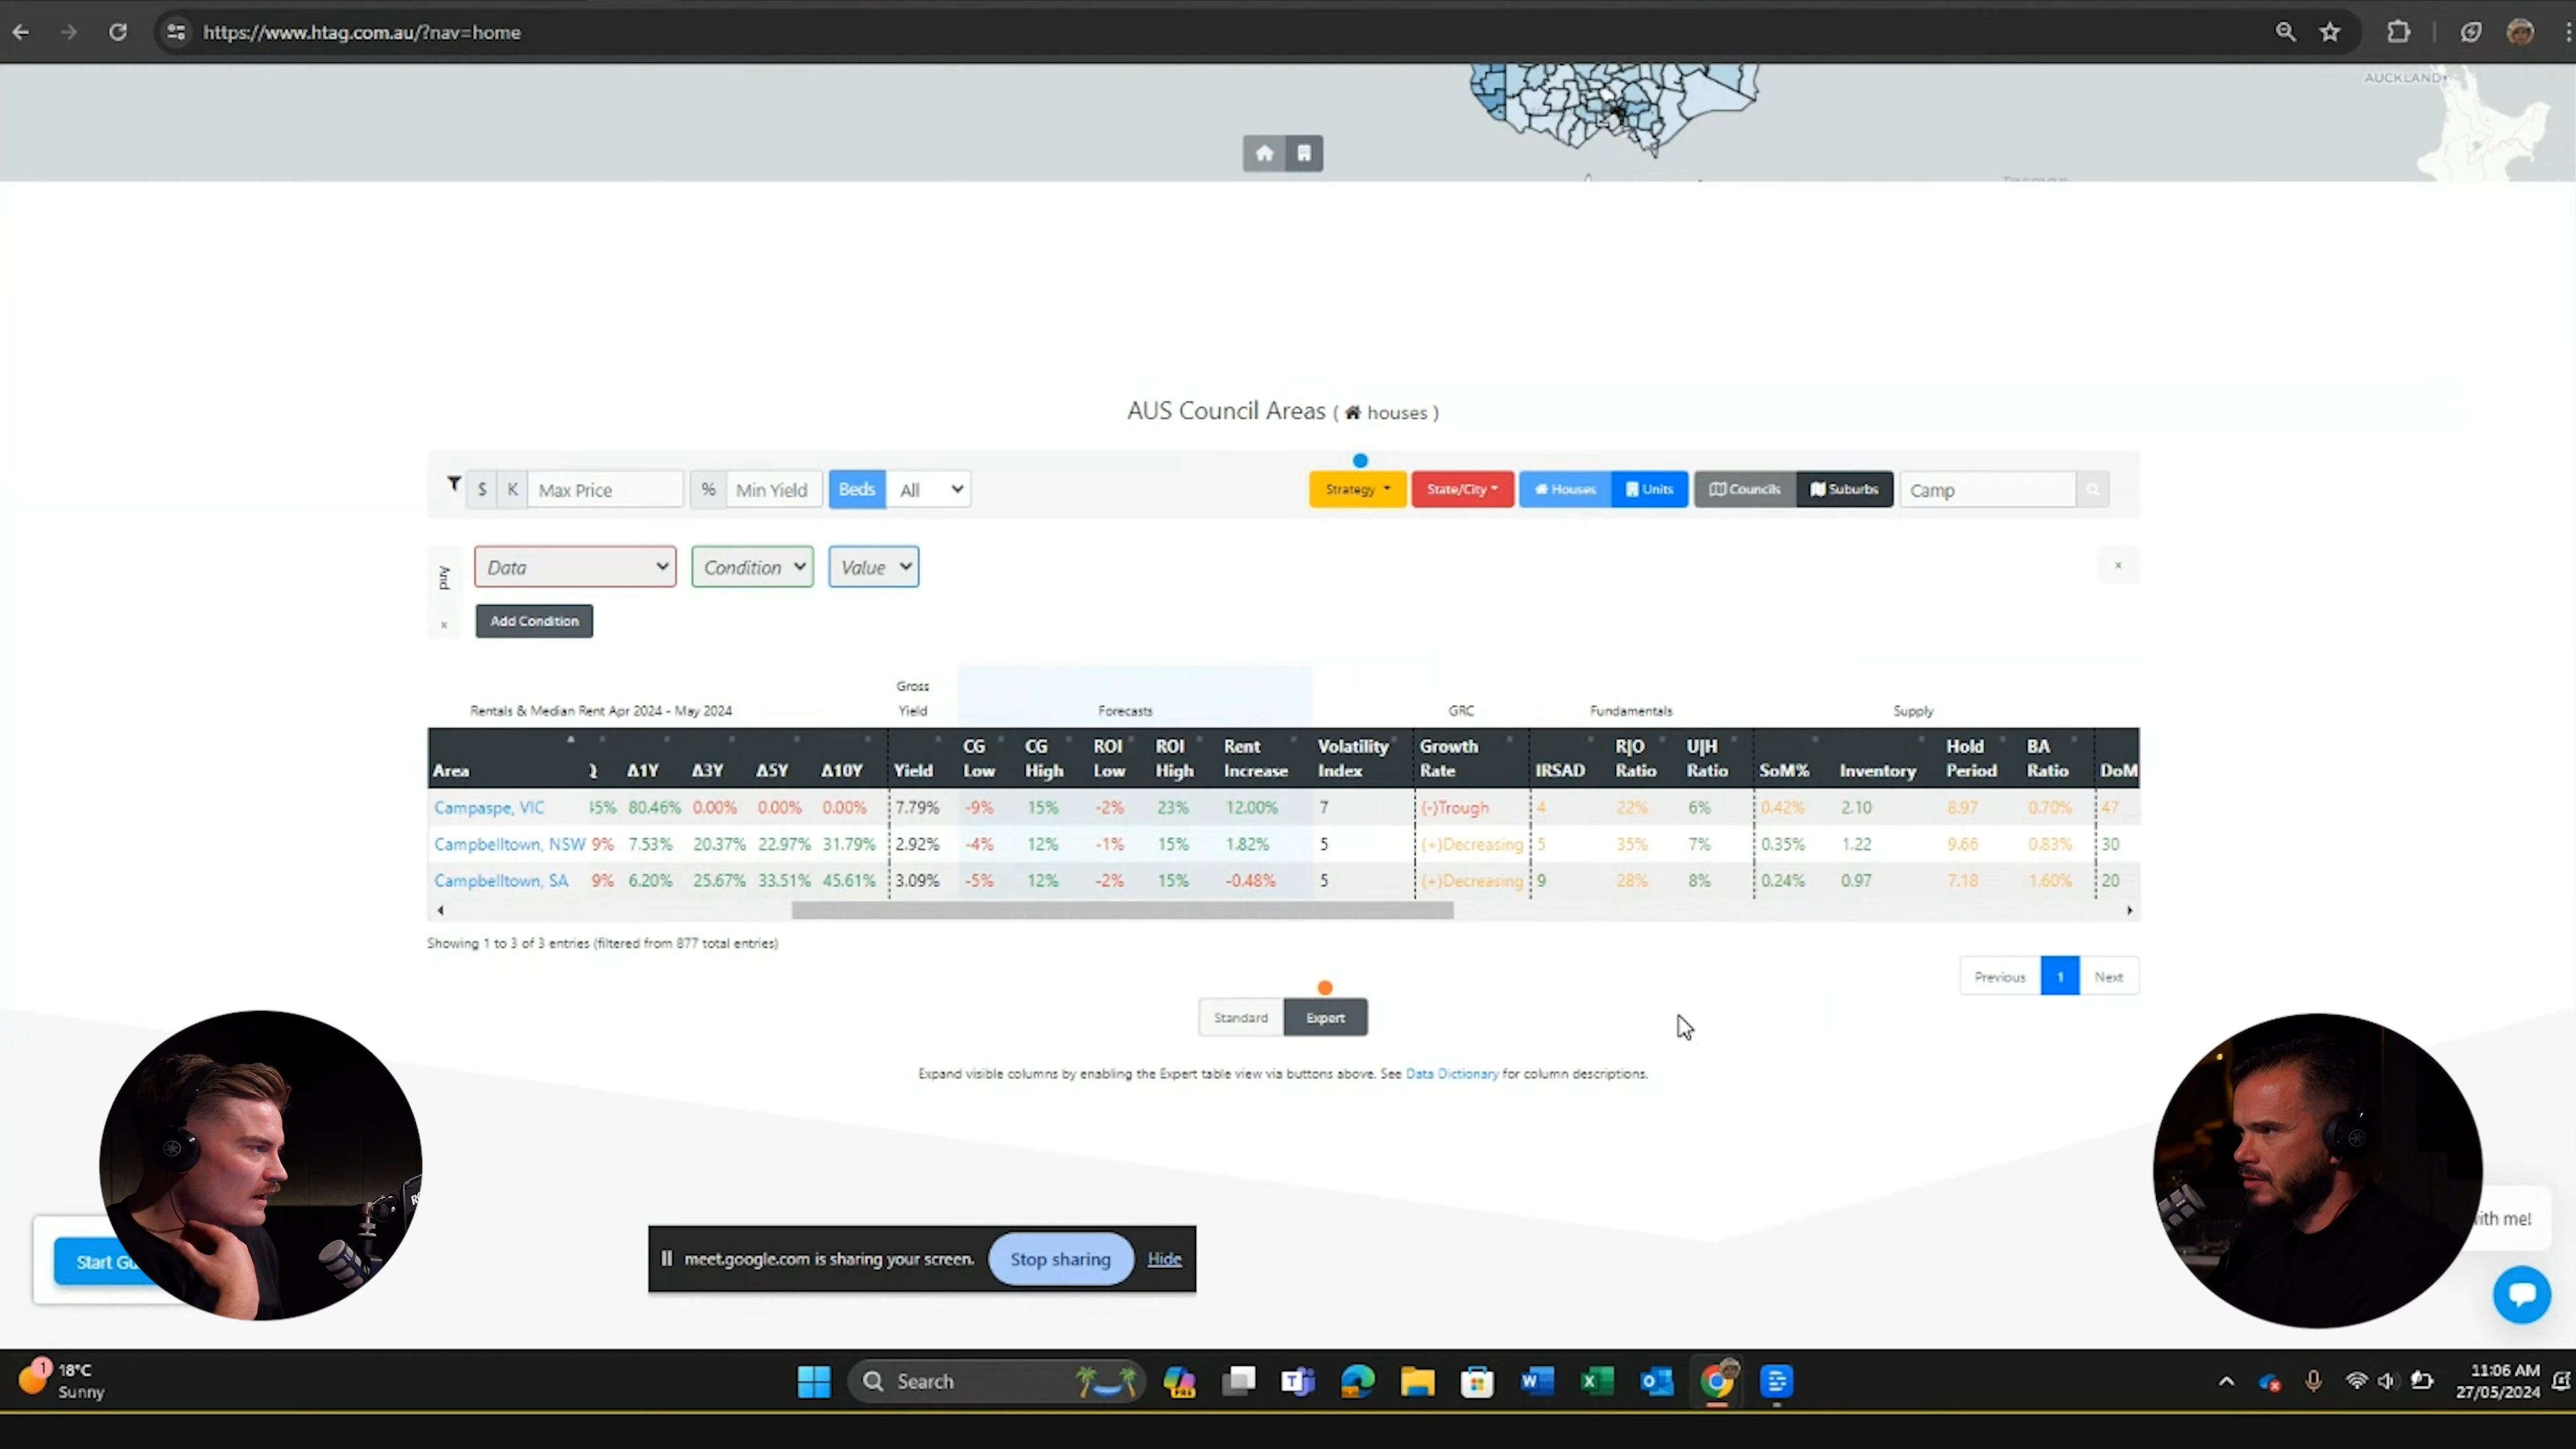 https://www.htag.com.au/?nav=home
AUCKLAND
AUS Council Areas ( houses )
$ K Max Price % Min Yield Beds All Strategy State/City Houses Units Councils Suburbs Camp
And Data Condition Value ×
× Add Condition
Gross
Rentals & Median Rent Apr 2024 - May 2024 Yield Forecasts GRC Fundamentals Supply
CG CG ROI ROI Rent Volatility Growth R|O U|H Hold BA
Area Δ1Y Δ3Y Δ5Y Δ10Y Yield Low High Low High Increase Index Rate IRSAD Ratio Ratio SoM% Inventory Period Ratio DoM
Campaspe, VIC 45% 80.46% 0.00% 0.00% 0.00% 7.79% -9% 15% -2% 23% 12.00% 7 (-)Trough 4 22% 6% 0.42% 2.10 8.97 0.70% 47
Campbelltown, NSW 9% 7.53% 20.37% 22.97% 31.79% 2.92% -4% 12% -1% 15% 1.82% 5 (+)Decreasing 5 35% 7% 0.35% 1.22 9.66 0.83% 30
Campbelltown, SA 9% 6.20% 25.67% 33.51% 45.61% 3.09% -5% 12% -2% 15% -0.48% 5 (+)Decreasing 9 28% 8% 0.24% 0.97 7.18 1.60% 20
Showing 1 to 3 of 3 entries (filtered from 877 total entries)
Previous 1 Next
Standard Expert
Expand visible columns by enabling the Expert table view via buttons above. See Data Dictionary for column descriptions.
with me!
Start Gu
meet.google.com is sharing your screen. Stop sharing Hide
1 18°C
Sunny
Search
11:06 AM
27/05/2024